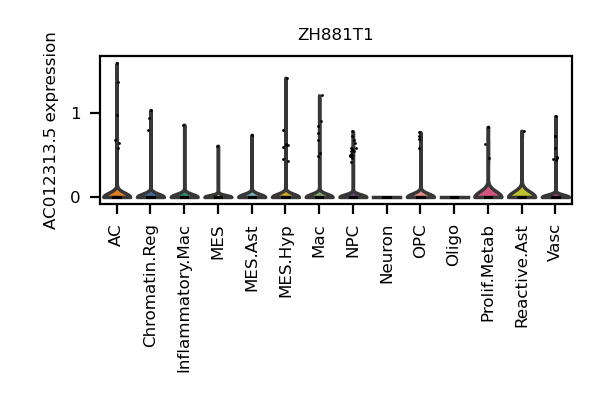 ZH881T1
AC012313.5 expression
1
0
AC
Chromatin.Reg
Inflammatory.Mac
MES
MES.Ast
MES.Hyp
Mac
NPC
Neuron
OPC
Oligo
Prolif.Metab
Reactive.Ast
Vasc